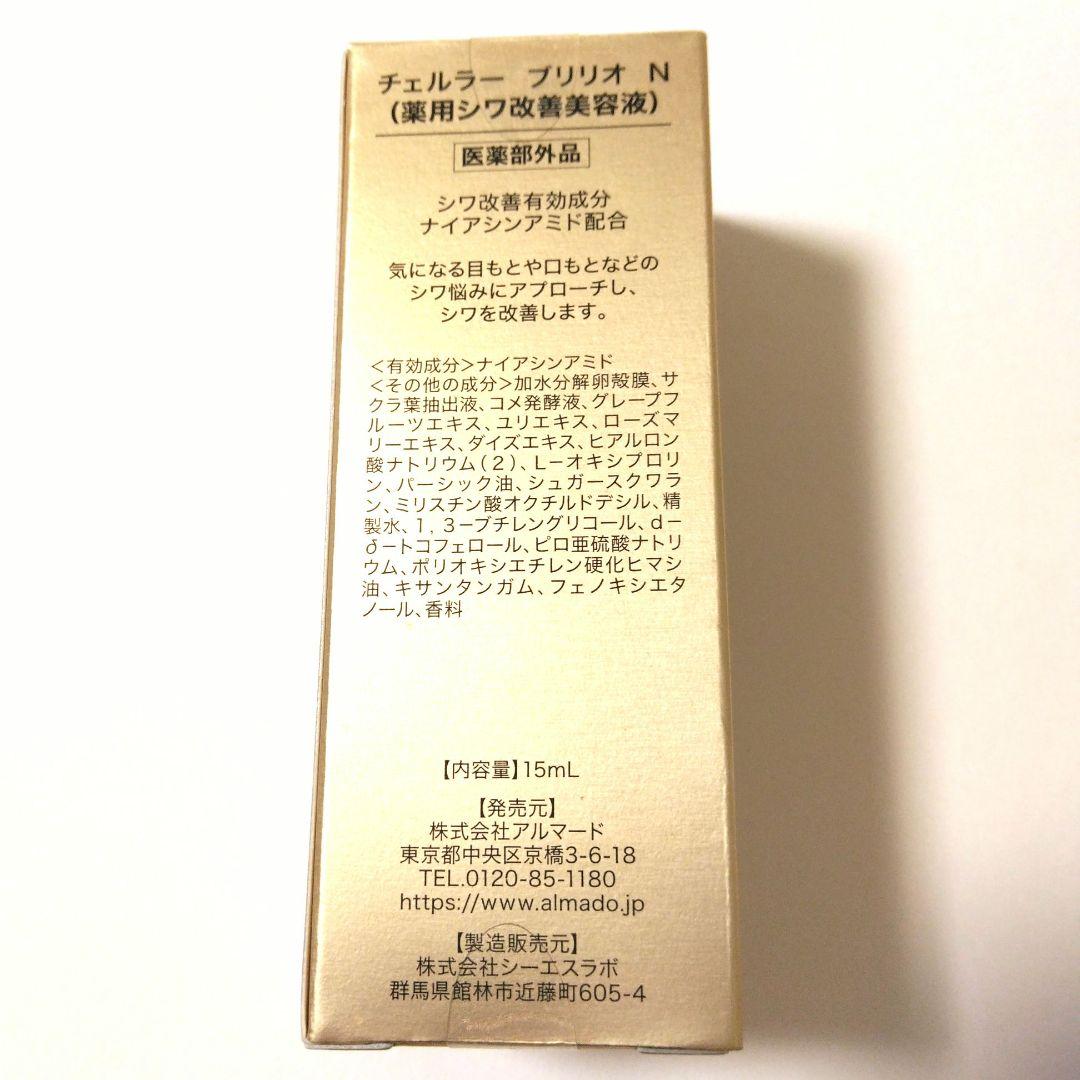 チェルラー ブリリオ N
（薬用シワ改善美容液）
医薬部外品
シワ改善有効成分
ナイアシンアミド配合
気になる目もとや口もとなどの
シワ悩みにアプローチし、
シワを改善します。
＜有効成分＞ナイアシンアミド
＜その他の成分＞加水分解卵殻膜、サ
クラ葉抽出液、コメ発酵液、グレープフ
ルーツエキス、ユリエキス、ローズマ
リーエキス、ダイズエキス、ヒアルロン
酸ナトリウム（2）、L－オキシプロリ
ン、パーシック油、シュガースクワラ
ン、ミリスチン酸オクチルドデシル、精
製水、1，3－ブチレングリコール、d－
δ－トコフェロール、ピロ亜硫酸ナトリ
ウム、ポリオキシエチレン硬化ヒマシ
油、キサンタンガム、フェノキシエタ
ノール、香料
【内容量】15mL
【発売元】
株式会社アルマード
東京都中央区京橋3-6-18
TEL.0120-85-1180
https://www.almado.jp
【製造販売元】
株式会社シーエスラボ
群馬県館林市近藤町605-4